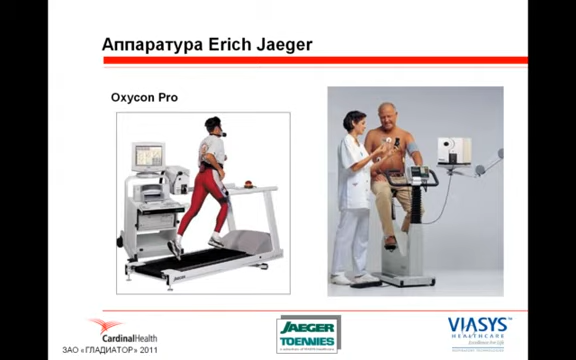 Аппаратура Erich Jaeger
Oxycon Pro
CardinalHealth
ЗАО «ГЛАДИАТОР» 2011
JAEGER
TOENNIES
VIASYS
HEALTHCARE